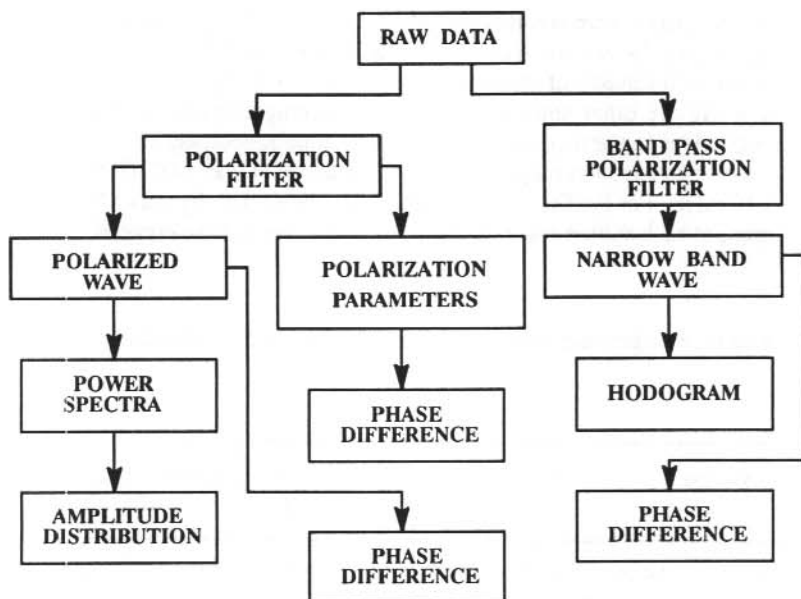 RAW DATA
POLARIZATION
FILTER
BAND PASS
POLARIZATION
FILTER
POLARIZED
WAVE
POLARIZATION
PARAMETERS
NARROW BAND
WAVE
POWER
SPECTRA
PHASE
DIFFERENCE
HODOGRAM
AMPLITUDE
DISTRIBUTION
PHASE
DIFFERENCE
PHASE
DIFFERENCE